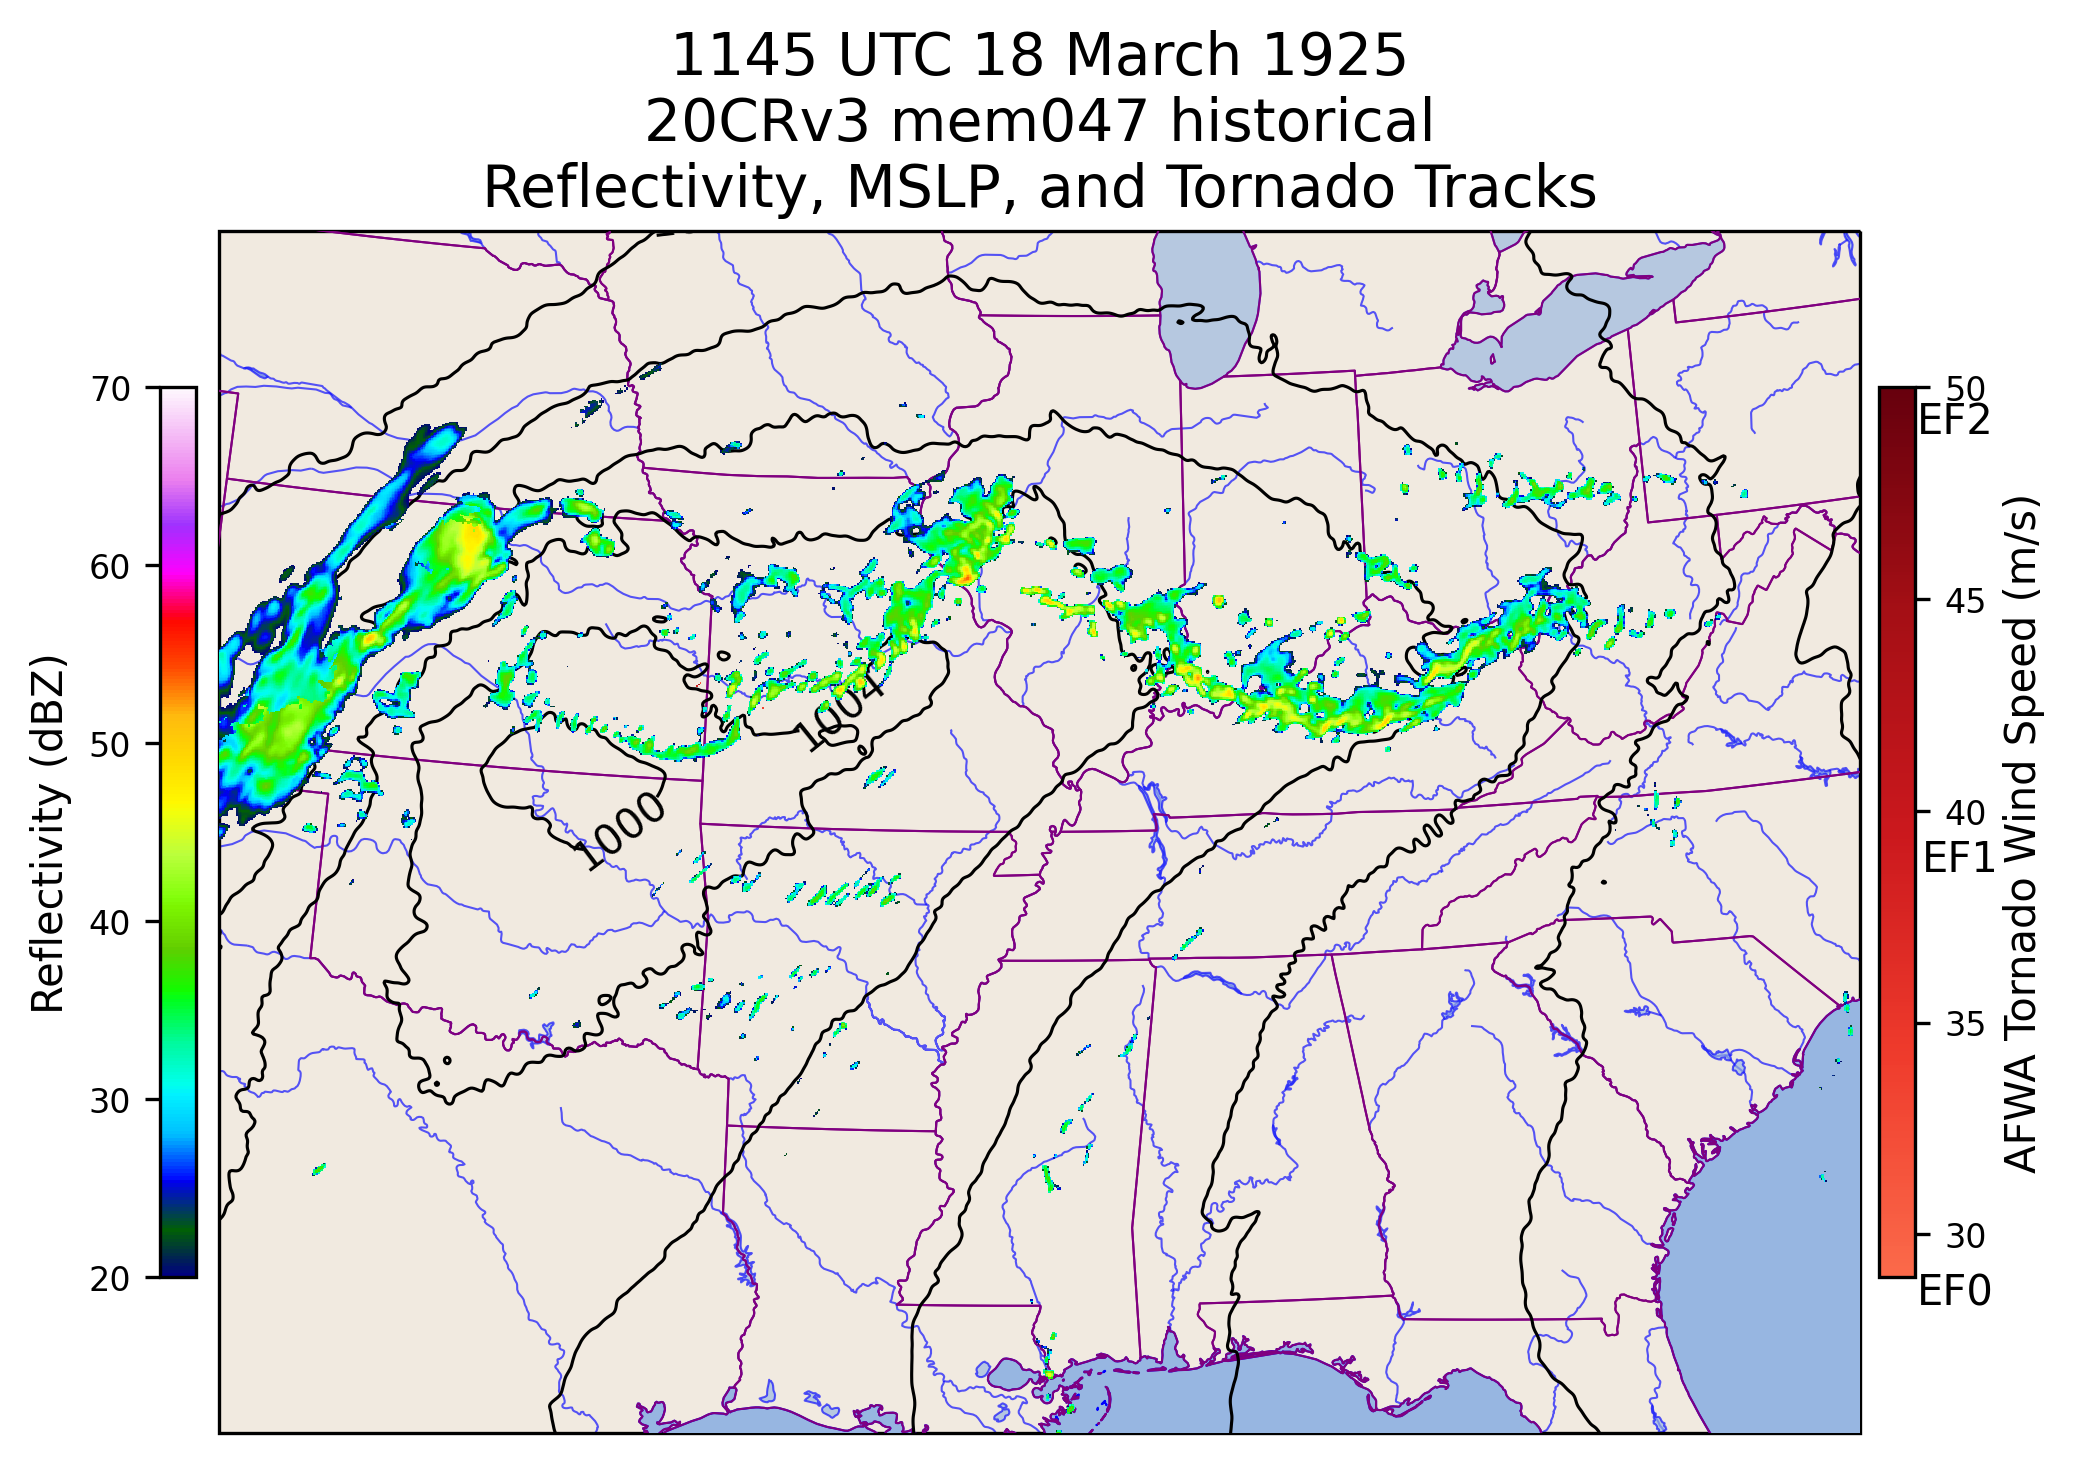 1145 UTC 18 March 1925
20CRv3 mem047 historical
Reflectivity, MSLP, and Tornado Tracks
Reflectivity (dBZ)
70
60
50
40
30
20
1004
1000
50
EF2
45
40
EF1
35
30
EF0
AFWA Tornado Wind Speed (m/s)